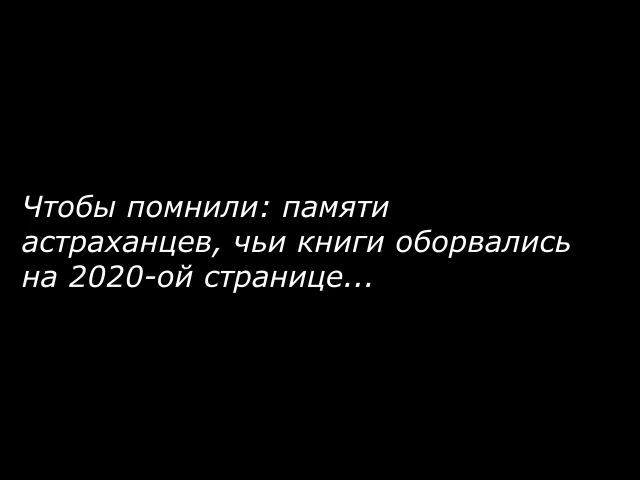 Чтобы помнили: памяти
астраханцев, чьи книги оборвались
на 2020-ой странице...